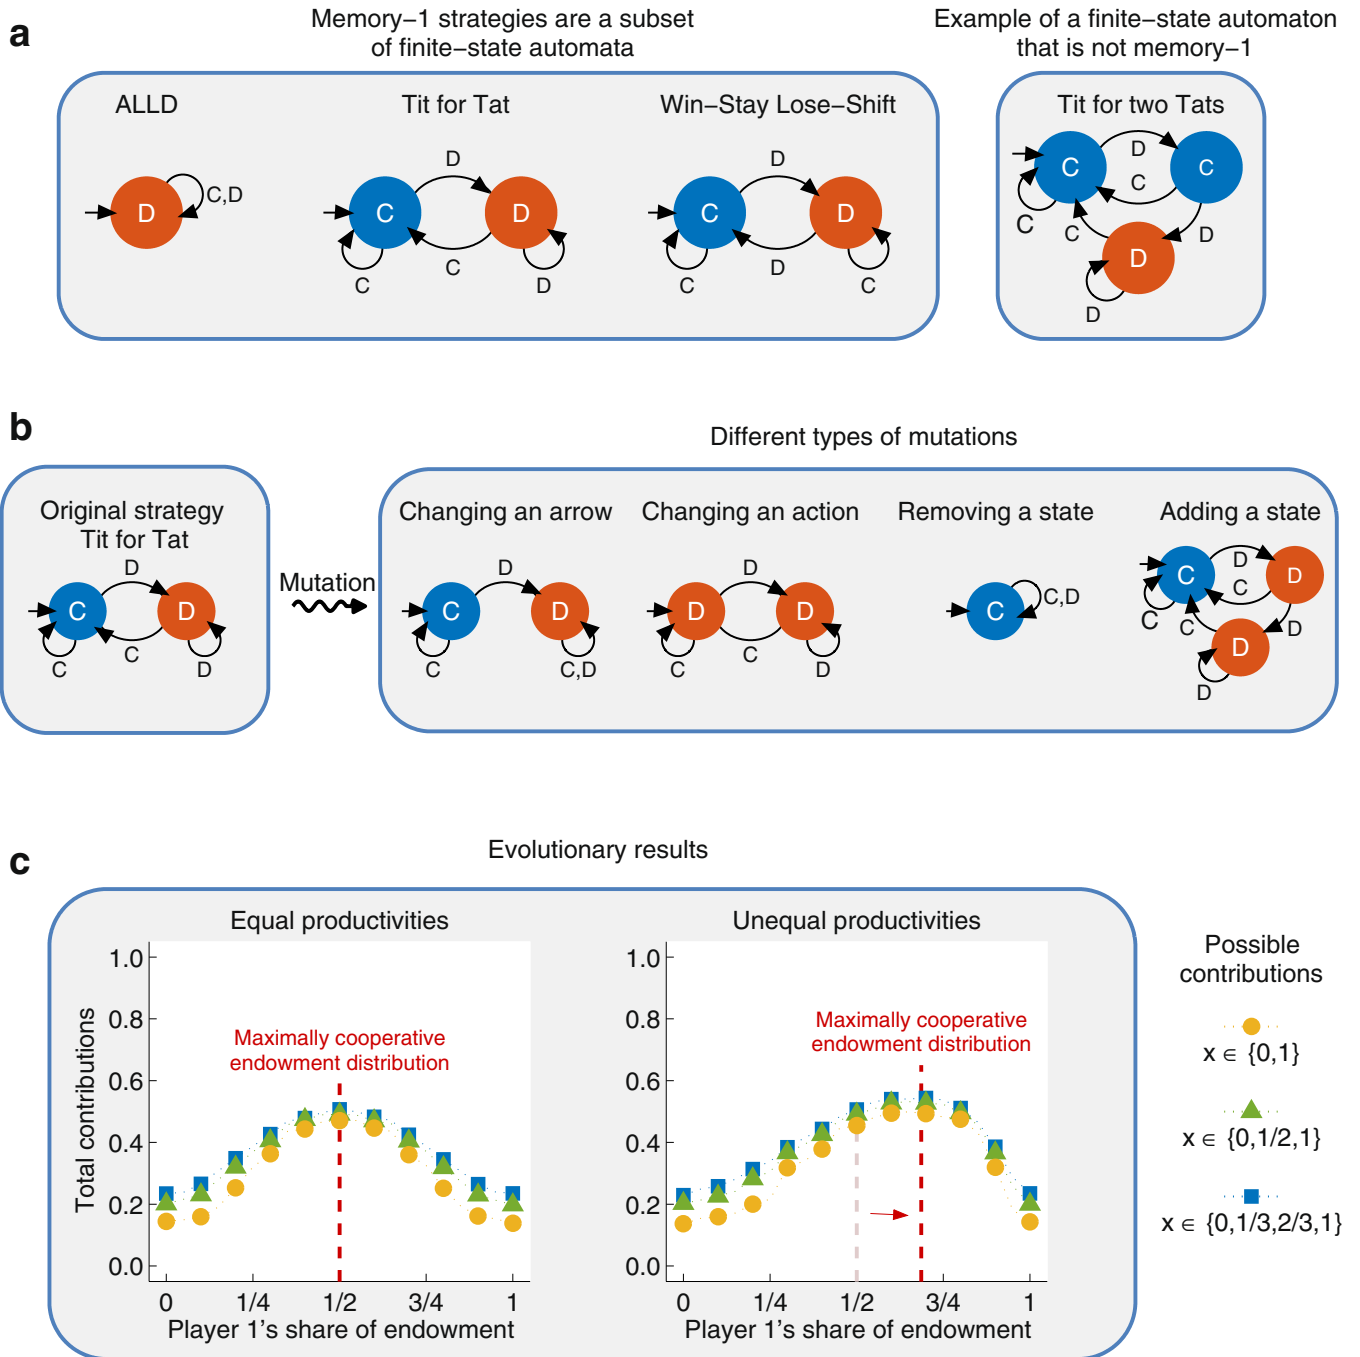 a
Memory−1 strategies are a subset
of finite−state automata
Example of a finite−state automaton
that is not memory−1
ALLD
Tit for Tat
Win−Stay Lose−Shift
Tit for two Tats
D
C,D
C
D
D
C
C
D
C
D
D
D
C
C
C
C
D
C
C
D
C
D
D
b
Different types of mutations
Original strategy
Tit for Tat
Mutation
Changing an arrow
Changing an action
Removing a state
Adding a state
C
D
D
C
C
D
C
D
D
C
C,D
D
D
D
C
C
D
C
C,D
C
D
D
C
C
C
D
D
D
c
Evolutionary results
Equal productivities
Unequal productivities
Total contributions
1.0
0.8
0.6
0.4
0.2
0.0
Maximally cooperative
endowment distribution
0
1/4
1/2
3/4
1
Player 1's share of endowment
1.0
0.8
0.6
0.4
0.2
0.0
Maximally cooperative
endowment distribution
0
1/4
1/2
3/4
1
Player 1's share of endowment
Possible
contributions
x ∈ {0,1}
x ∈ {0,1/2,1}
x ∈ {0,1/3,2/3,1}